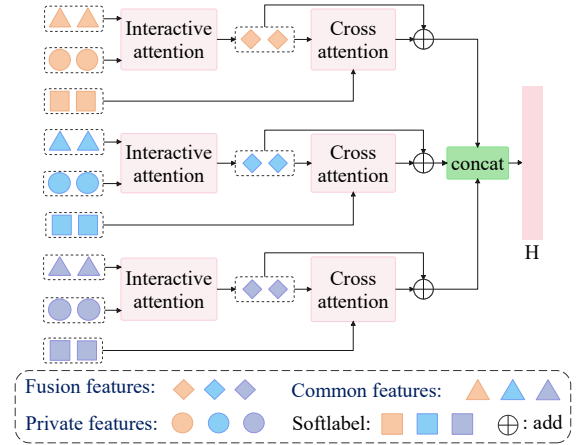 Interactive
attention
Cross
attention
Interactive
attention
Cross
attention
concat
H
Interactive
attention
Cross
attention
Fusion features:
Common features:
Private features:
Softlabel:
: add